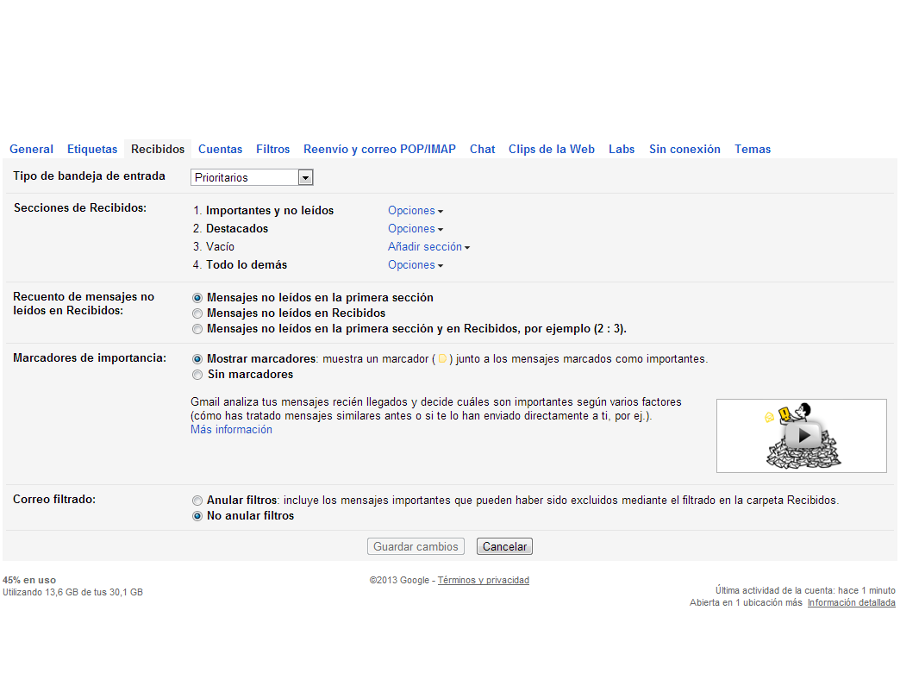 General Etiquetas Recibidos Cuentas Filtros Reenvío y correo POP/IMAP Chat Clips de la Web Labs Sin conexión Temas
Tipo de bandeja de entrada Prioritarios
Secciones de Recibidos: 1. Importantes y no leídos Opciones
2. Destacados Opciones
3. Vacío Añadir sección
4. Todo lo demás Opciones
Recuento de mensajes no leídos en Recibidos:
Mensajes no leídos en la primera sección
Mensajes no leídos en Recibidos
Mensajes no leídos en la primera sección y en Recibidos, por ejemplo (2 : 3).
Marcadores de importancia: Mostrar marcadores: muestra un marcador ( ) junto a los mensajes marcados como importantes.
Sin marcadores
Gmail analiza tus mensajes recién llegados y decide cuáles son importantes según varios factores
(cómo has tratado mensajes similares antes o si te lo han enviado directamente a ti, por ej.).
Más información
Correo filtrado: Anular filtros: incluye los mensajes importantes que pueden haber sido excluidos mediante el filtrado en la carpeta Recibidos.
No anular filtros
Guardar cambios Cancelar
45% en uso
Utilizando 13,6 GB de tus 30,1 GB
©2013 Google - Términos y privacidad
Última actividad de la cuenta: hace 1 minuto
Abierta en 1 ubicación más Información detallada